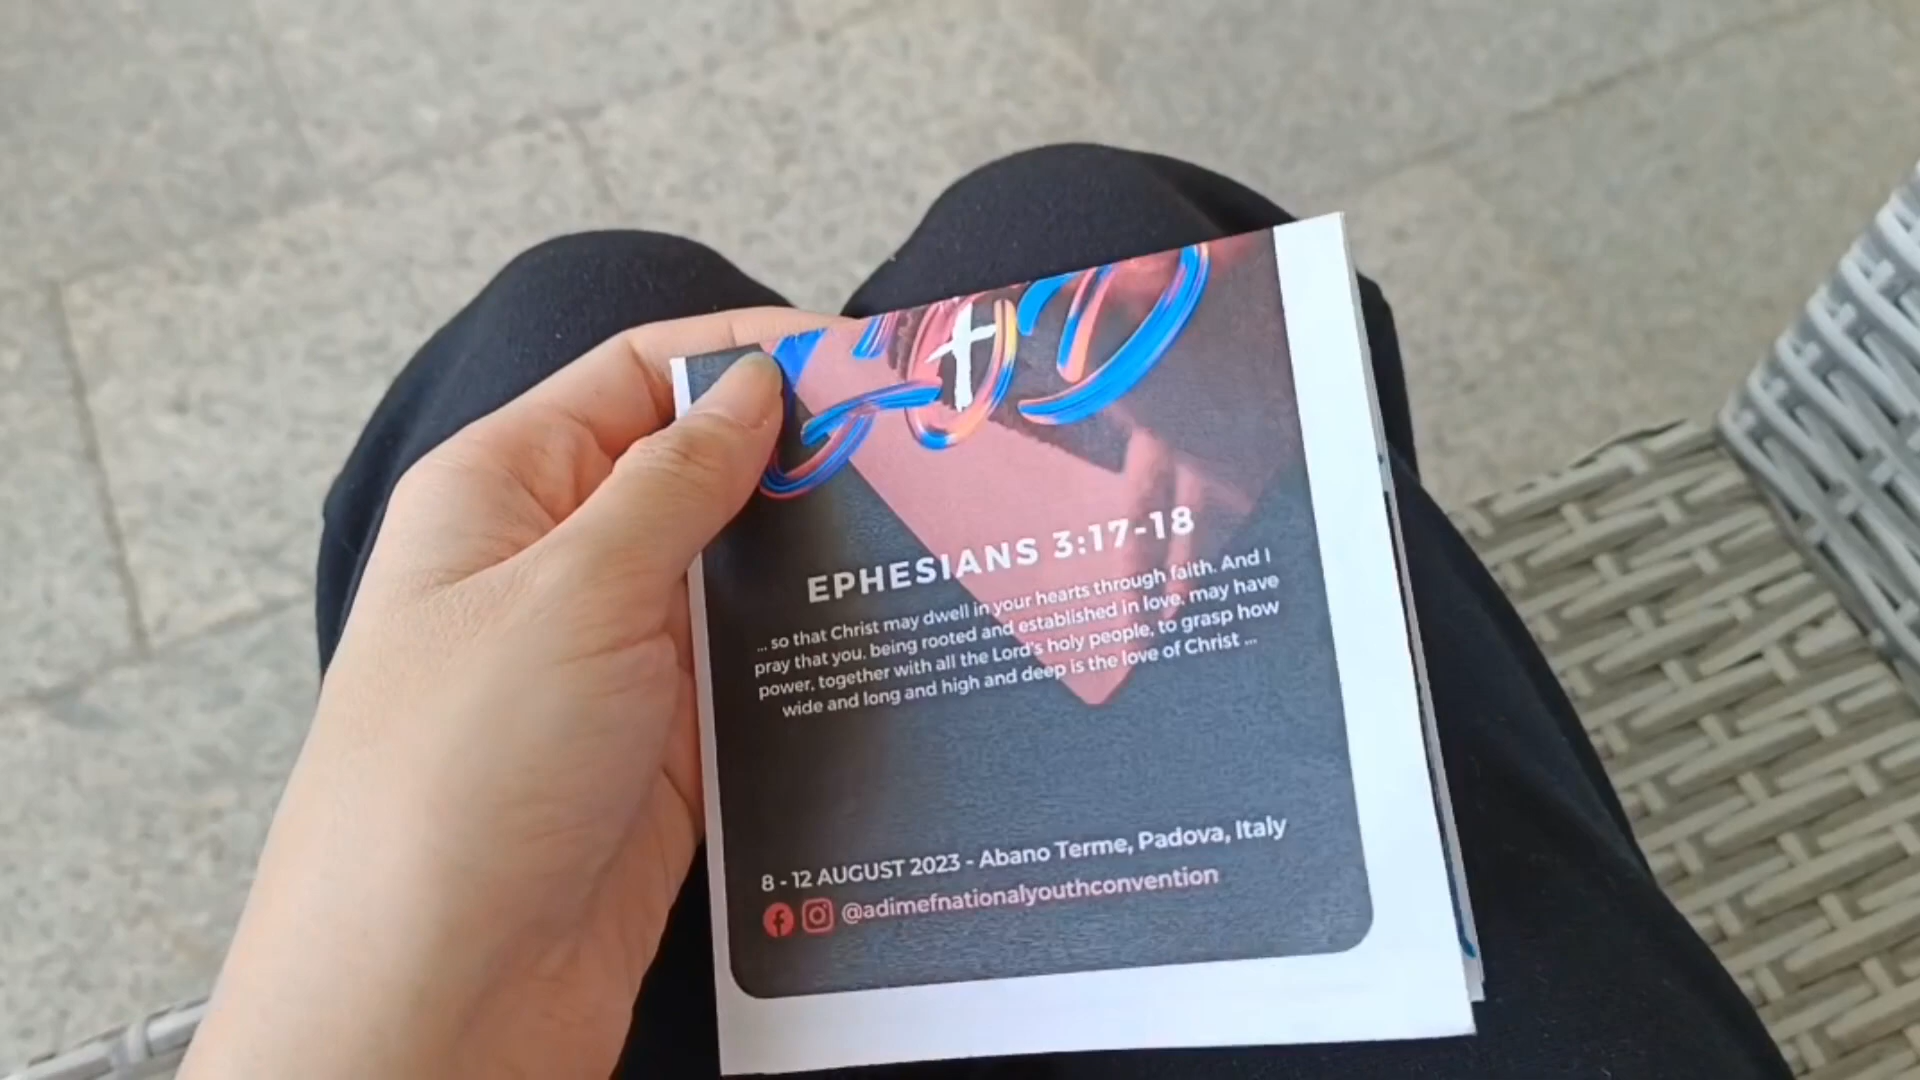 GOD
EPHESIANS 3:17-18
... so that Christ may dwell in your hearts through faith. And I
pray that you, being rooted and established in love, may have
power, together with all the Lord's holy people, to grasp how
wide and long and high and deep is the love of Christ ...
8 - 12 AUGUST 2023 - Abano Terme, Padova, Italy
@adimefnationalyouthconvention